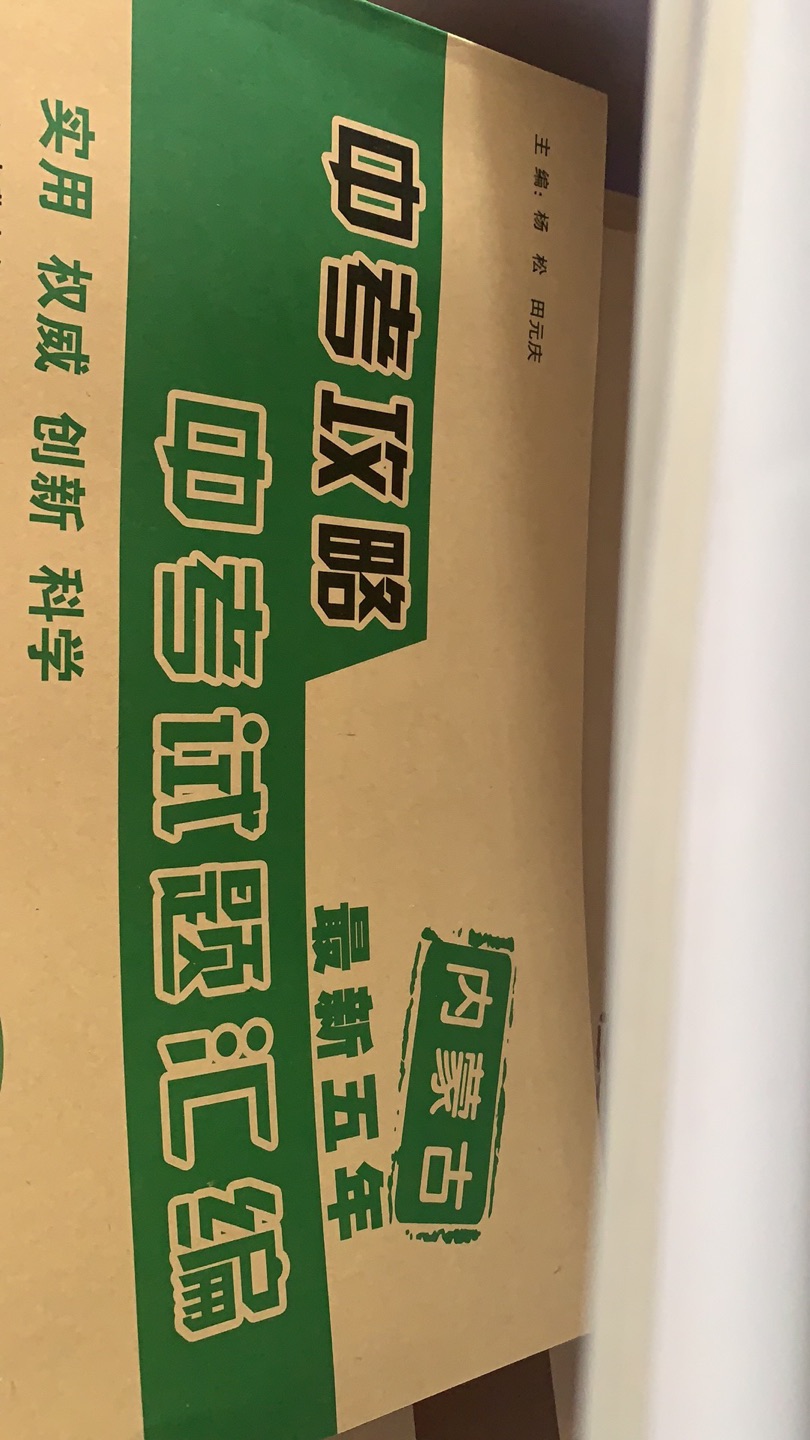 主 编：杨 松 田元庆
内蒙古
中考攻略
最新五年
中考试题汇编
实用 权威 创新 科学